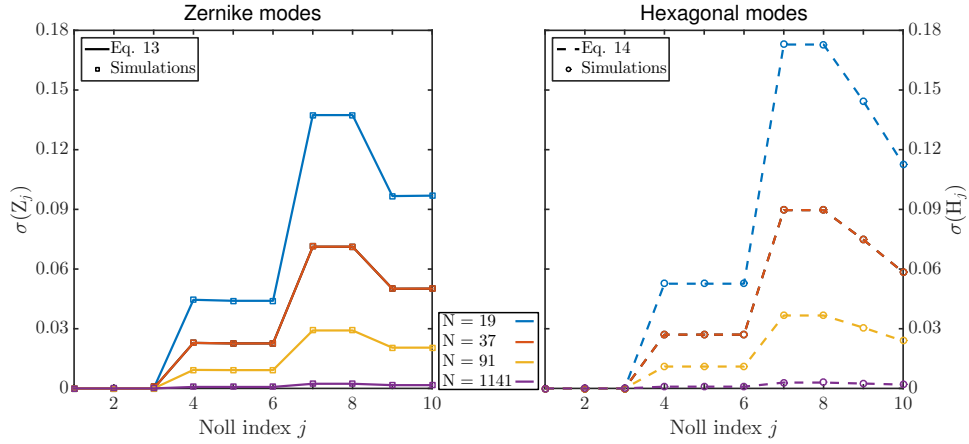 Zernike modes
Hexagonal modes
0.18
0.15
0.12
0.09
0.06
0.03
0
σ(Z_j)
Eq. 13
Simulations
2
4
6
8
10
Noll index j
N = 19
N = 37
N = 91
N = 1141
Eq. 14
Simulations
2
4
6
8
10
Noll index j
0.18
0.15
0.12
0.09
0.06
0.03
0
σ(H_j)